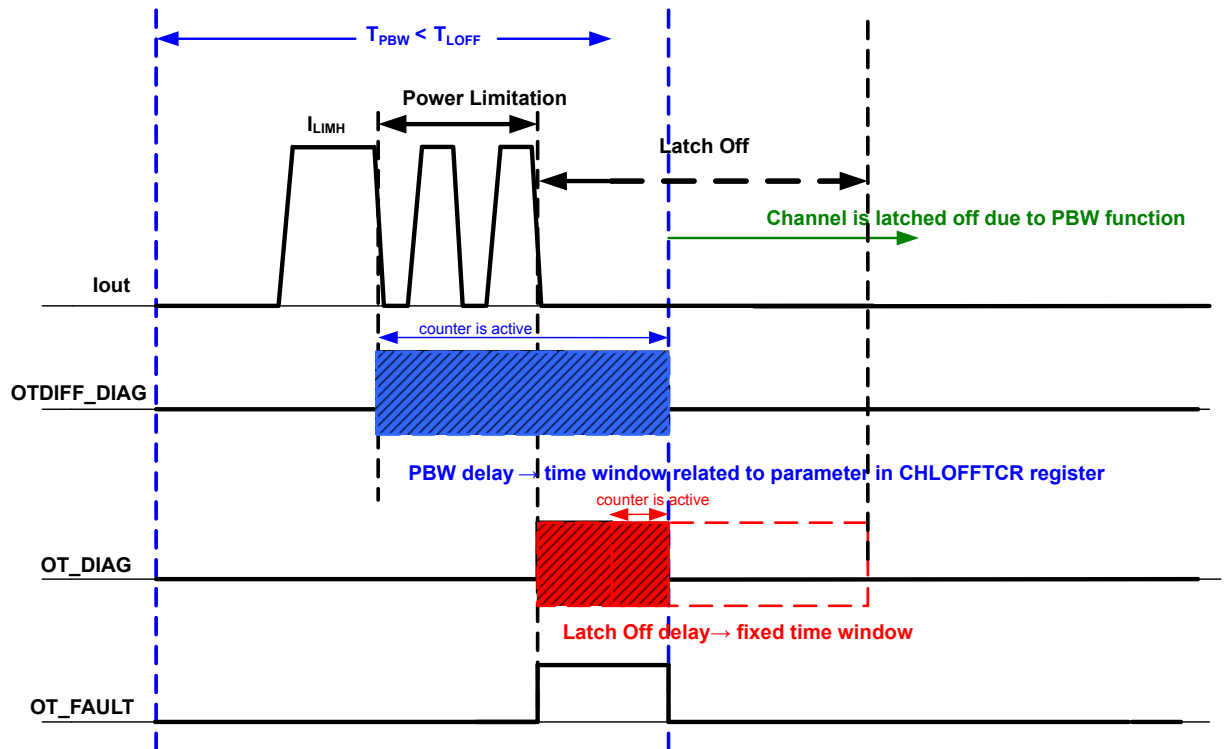 TPBW < TLOFF
Power Limitation
ILIMH
Latch Off
Channel is latched off due to PBW function
Iout
counter is active
OTDIFF_DIAG
PBW delay → time window related to parameter in CHLOFFTCR register
counter is active
OT_DIAG
Latch Off delay→ fixed time window
OT_FAULT